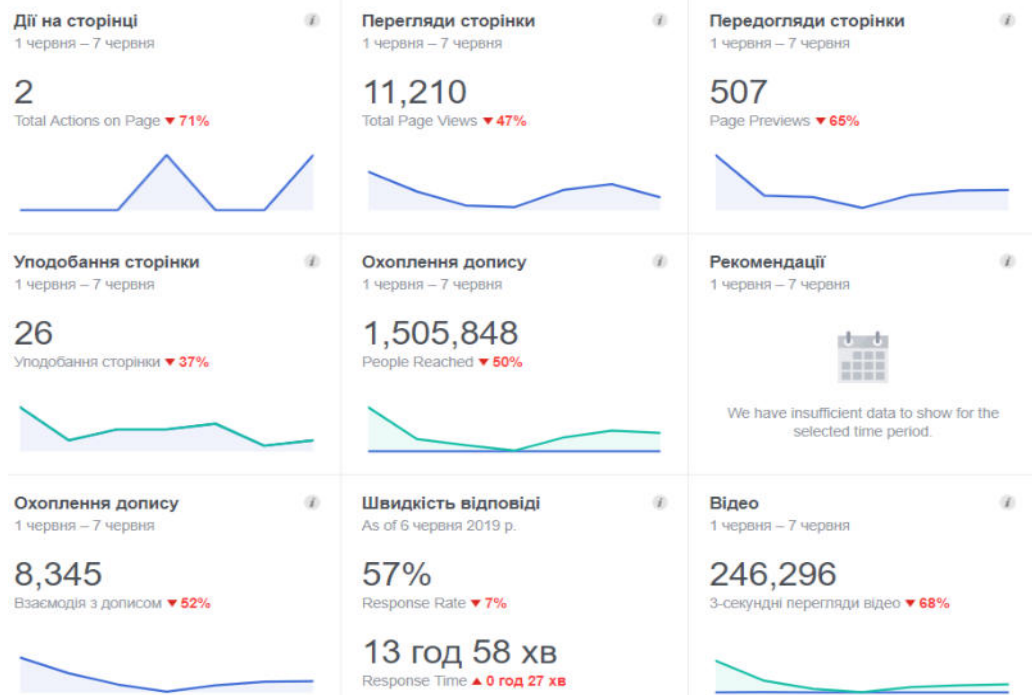 Дії на сторінці
1 червня – 7 червня
2
Total Actions on Page ▼ 71%
Перегляди сторінки
1 червня – 7 червня
11,210
Total Page Views ▼ 47%
Передогляди сторінки
1 червня – 7 червня
507
Page Previews ▼ 65%
Уподобання сторінки
1 червня – 7 червня
26
Уподобання сторінки ▼ 37%
Охоплення допису
1 червня – 7 червня
1,505,848
People Reached ▼ 50%
Рекомендації
1 червня – 7 червня
We have insufficient data to show for the
selected time period.
Охоплення допису
1 червня – 7 червня
8,345
Взаємодія з дописом ▼ 52%
Швидкість відповіді
As of 6 червня 2019 р.
57%
Response Rate ▼ 7%
13 год 58 хв
Response Time ▲ 0 год 27 хв
Відео
1 червня – 7 червня
246,296
3-секундні перегляди відео ▼ 68%